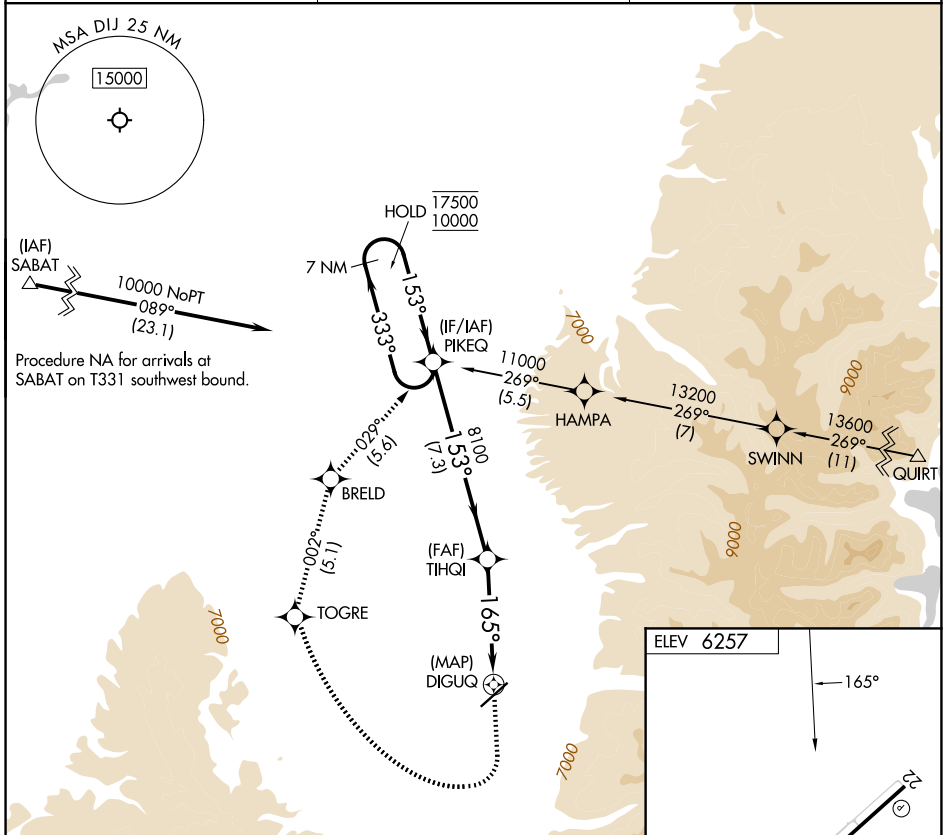 MSA DIJ 25 NM
15000
HOLD
17500
10000
7 NM
153°
333°
(IAF)
SABAT
10000 NoPT
089°
(23.1)
Procedure NA for arrivals at
SABAT on T331 southwest bound.
(IF/IAF)
PIKEQ
11000
269°
(5.5)
HAMPA
7000
13200
269°
(7)
SWINN
9000
13600
269°
(11)
QUIRT
8100
153°
(7.3)
029°
(5.6)
BRELD
002°
(5.1)
TOGRE
(FAF)
TIHQI
165°
(MAP)
DIGUQ
9000
7000
7000
ELEV 6257
165°
22
P